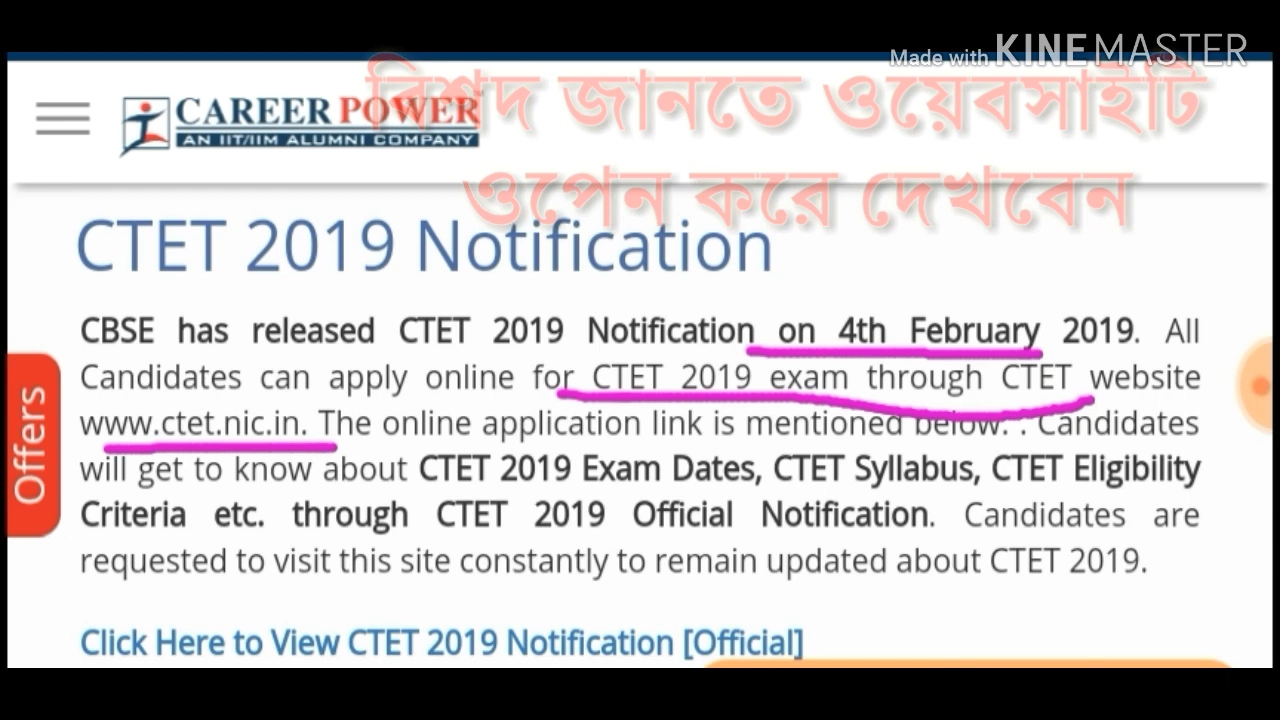 Made with KINEMASTER
বিশদ জানতে ওয়েবসাইটি
CAREER POWER
AN IIT/IIM ALUMNI COMPANY
ওপেন করে দেখবেন
CTET 2019 Notification
CBSE has released CTET 2019 Notification on 4th February 2019. All
Candidates can apply online for CTET 2019 exam through CTET website
www.ctet.nic.in. The online application link is mentioned below. . Candidates
will get to know about CTET 2019 Exam Dates, CTET Syllabus, CTET Eligibility
Criteria etc. through CTET 2019 Official Notification. Candidates are
requested to visit this site constantly to remain updated about CTET 2019.
Offers
Click Here to View CTET 2019 Notification [Official]